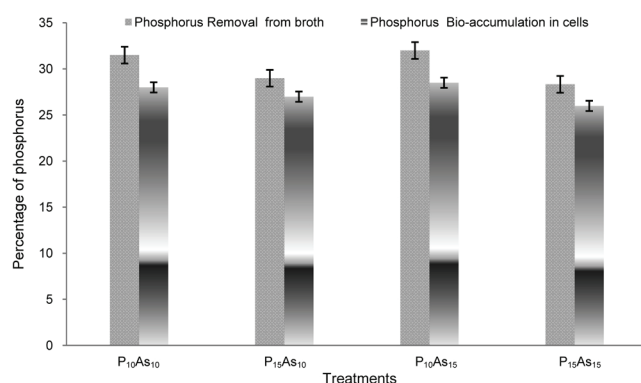 Phosphorus Removal from broth Phosphorus Bio-accumulation in cells
Percentage of phosphorus
35
30
25
20
15
10
5
0
P₁₀As₁₀ P₁₅As₁₀ P₁₀As₁₅ P₁₅As₁₅
Treatments